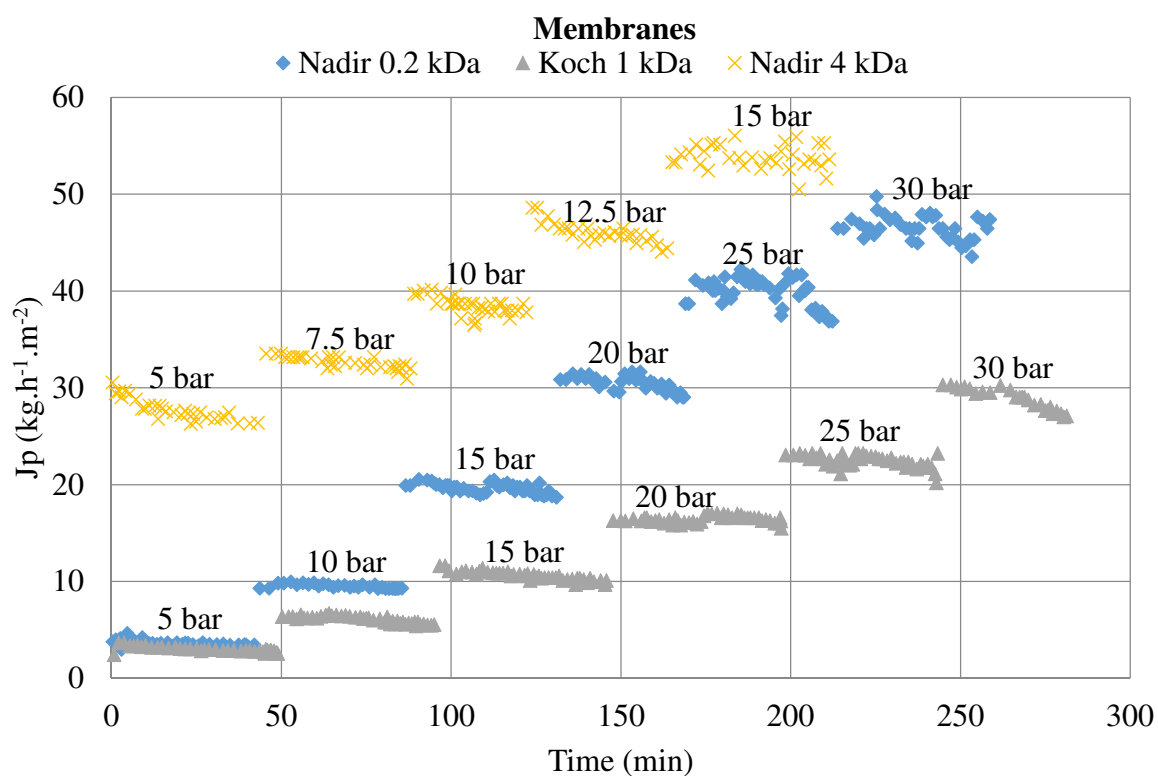 Membranes
Nadir 0.2 kDa Koch 1 kDa Nadir 4 kDa
Jp (kg.h⁻¹.m⁻²)
60
50
40
30
20
10
0
15 bar
30 bar
12.5 bar
25 bar
10 bar
7.5 bar
20 bar
5 bar
30 bar
25 bar
15 bar
20 bar
10 bar
15 bar
5 bar
0 50 100 150 200 250 300
Time (min)